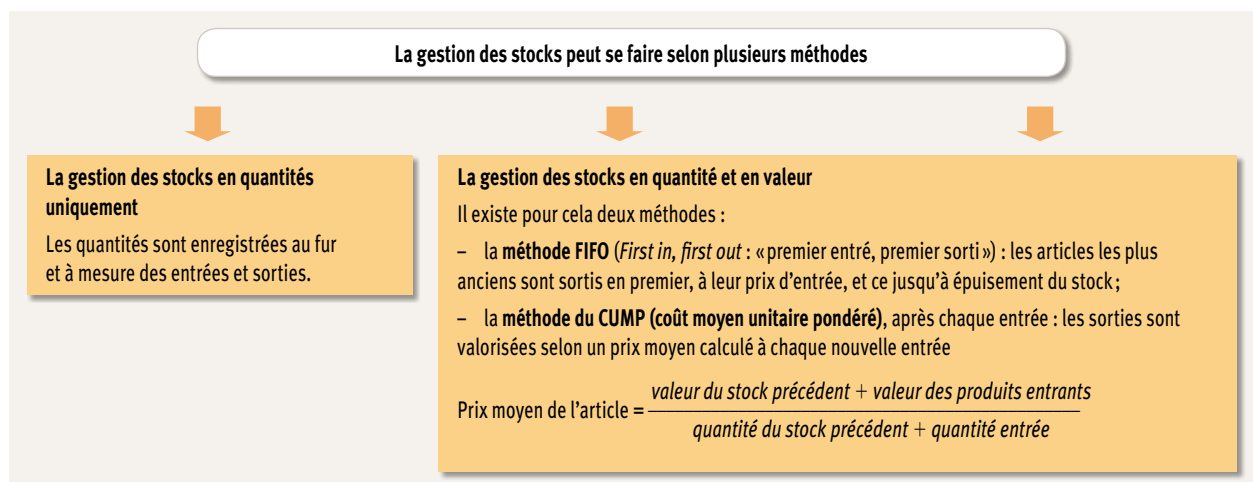 La gestion des stocks peut se faire selon plusieurs méthodes
La gestion des stocks en quantités
uniquement
Les quantités sont enregistrées au fur
et à mesure des entrées et sorties.
La gestion des stocks en quantité et en valeur
Il existe pour cela deux méthodes :
– la méthode FIFO (First in, first out : « premier entré, premier sorti ») : les articles les plus
anciens sont sortis en premier, à leur prix d’entrée, et ce jusqu’à épuisement du stock ;
– la méthode du CUMP (coût moyen unitaire pondéré), après chaque entrée : les sorties sont
valorisées selon un prix moyen calculé à chaque nouvelle entrée
valeur du stock précédent + valeur des produits entrants
Prix moyen de l’article =
quantité du stock précédent + quantité entrée